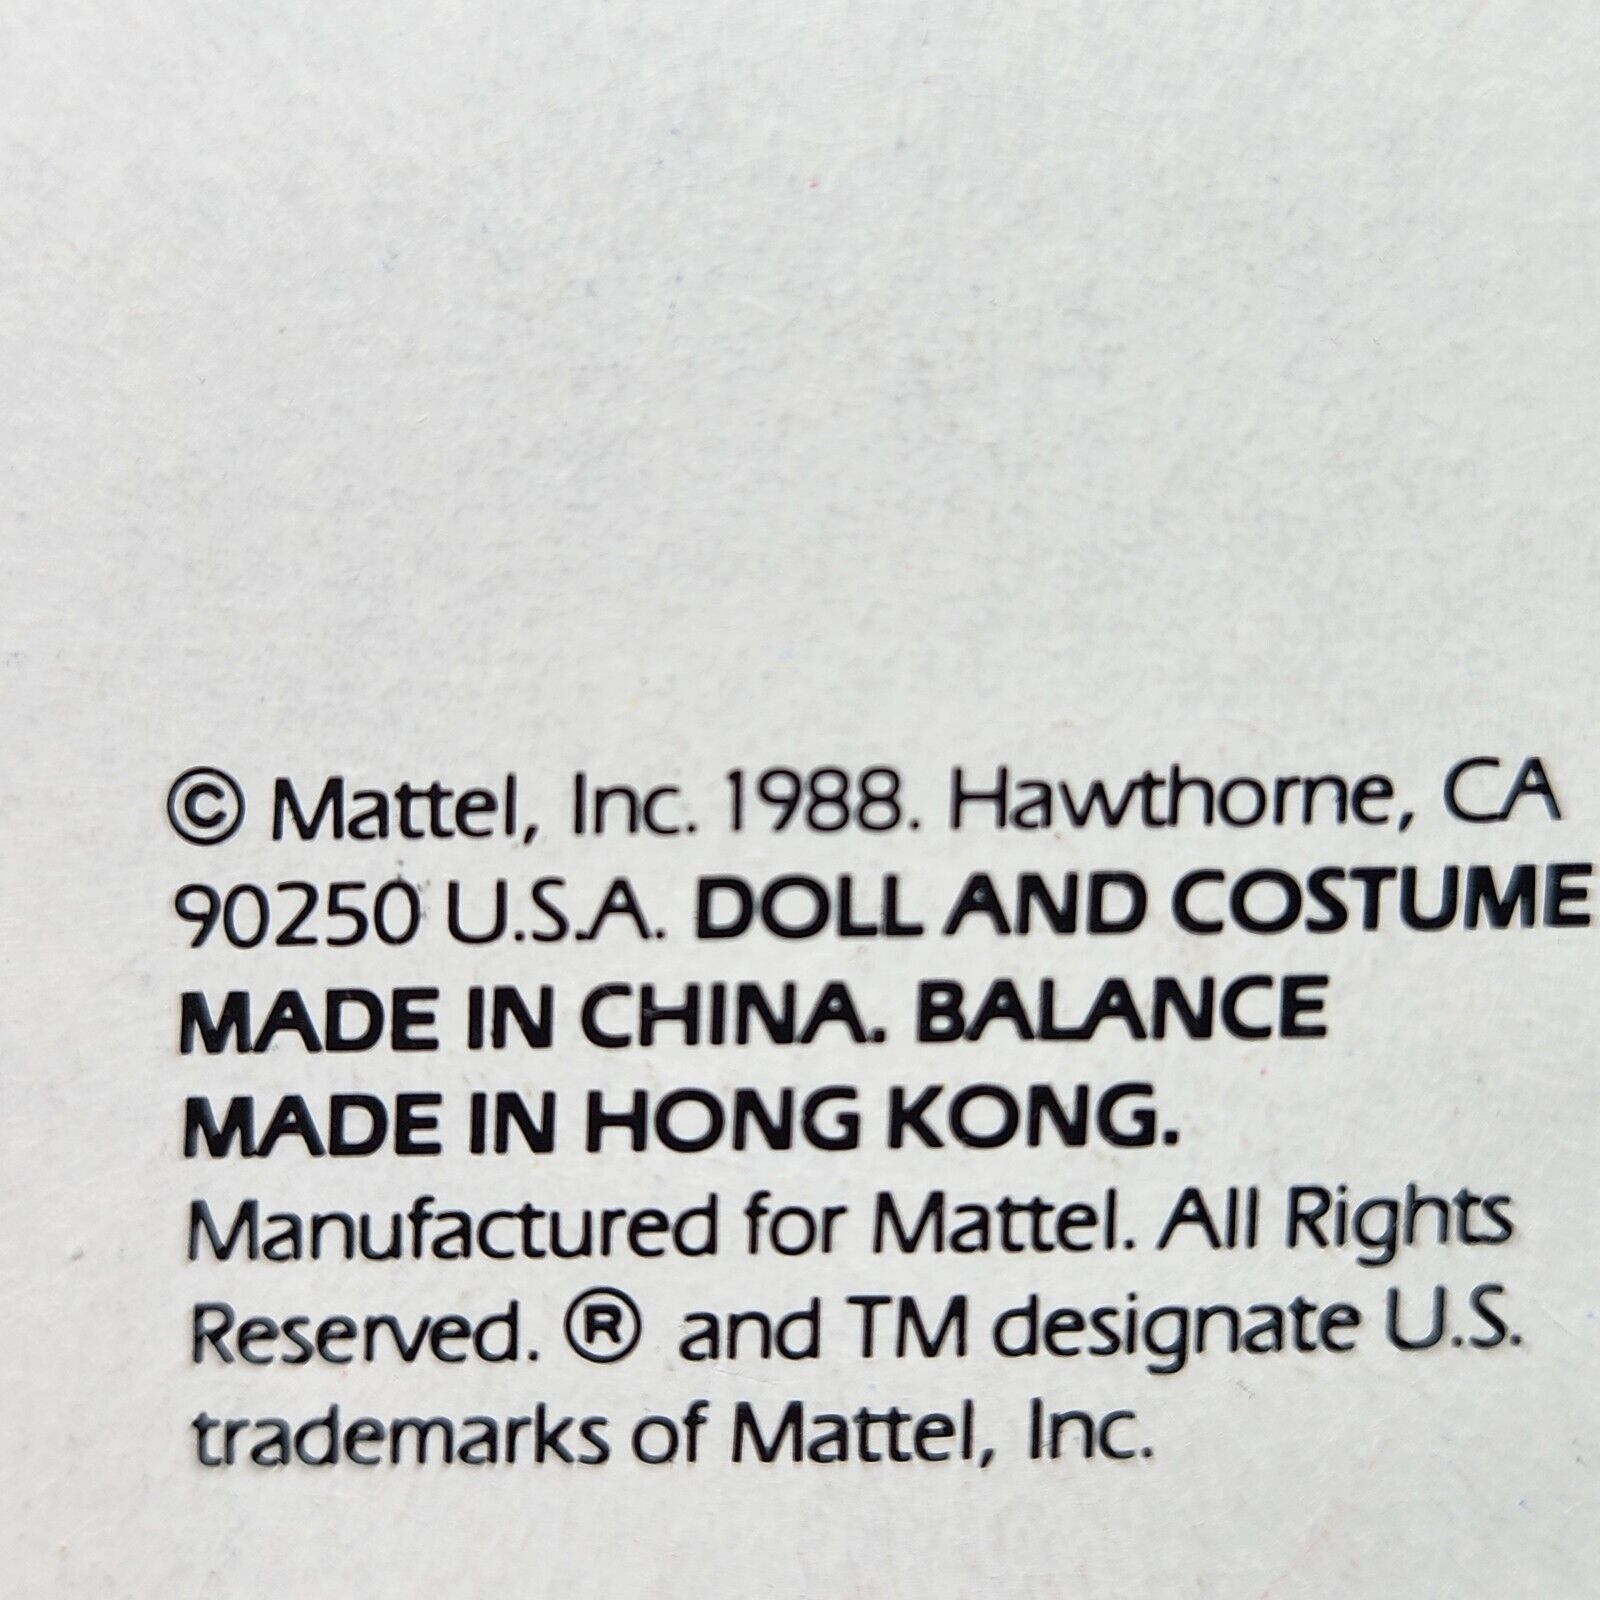 © Mattel, Inc. 1988. Hawthorne, CA
90250 U.S.A. DOLL AND COSTUME
MADE IN CHINA. BALANCE
MADE IN HONG KONG.
Manufactured for Mattel. All Rights
Reserved. ® and TM designate U.S.
trademarks of Mattel, Inc.